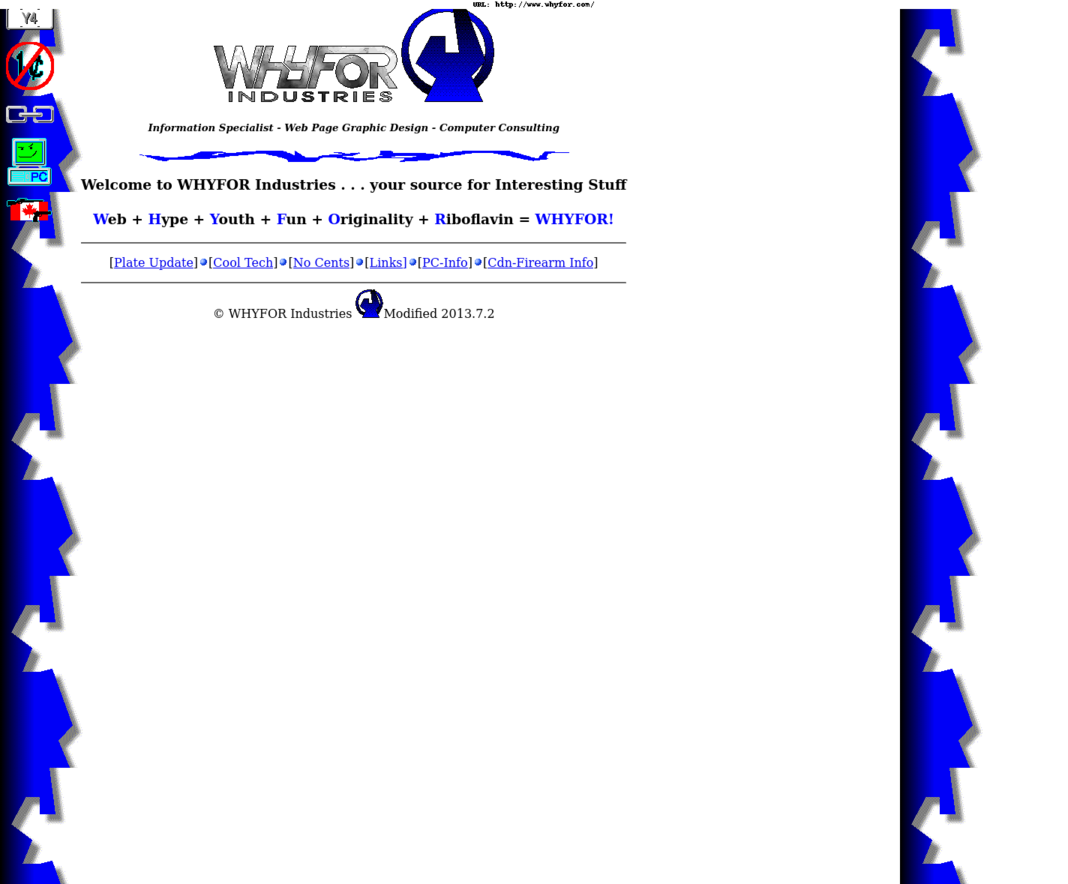 URL: http://www.whyfor.com/
Y4
1¢
WHYFOR
INDUSTRIES
Information Specialist - Web Page Graphic Design - Computer Consulting
PC
Welcome to WHYFOR Industries . . . your source for Interesting Stuff
Web + Hype + Youth + Fun + Originality + Riboflavin = WHYFOR!
[Plate Update] [Cool Tech] [No Cents] [Links] [PC-Info] [Cdn-Firearm Info]
© WHYFOR Industries Modified 2013.7.2